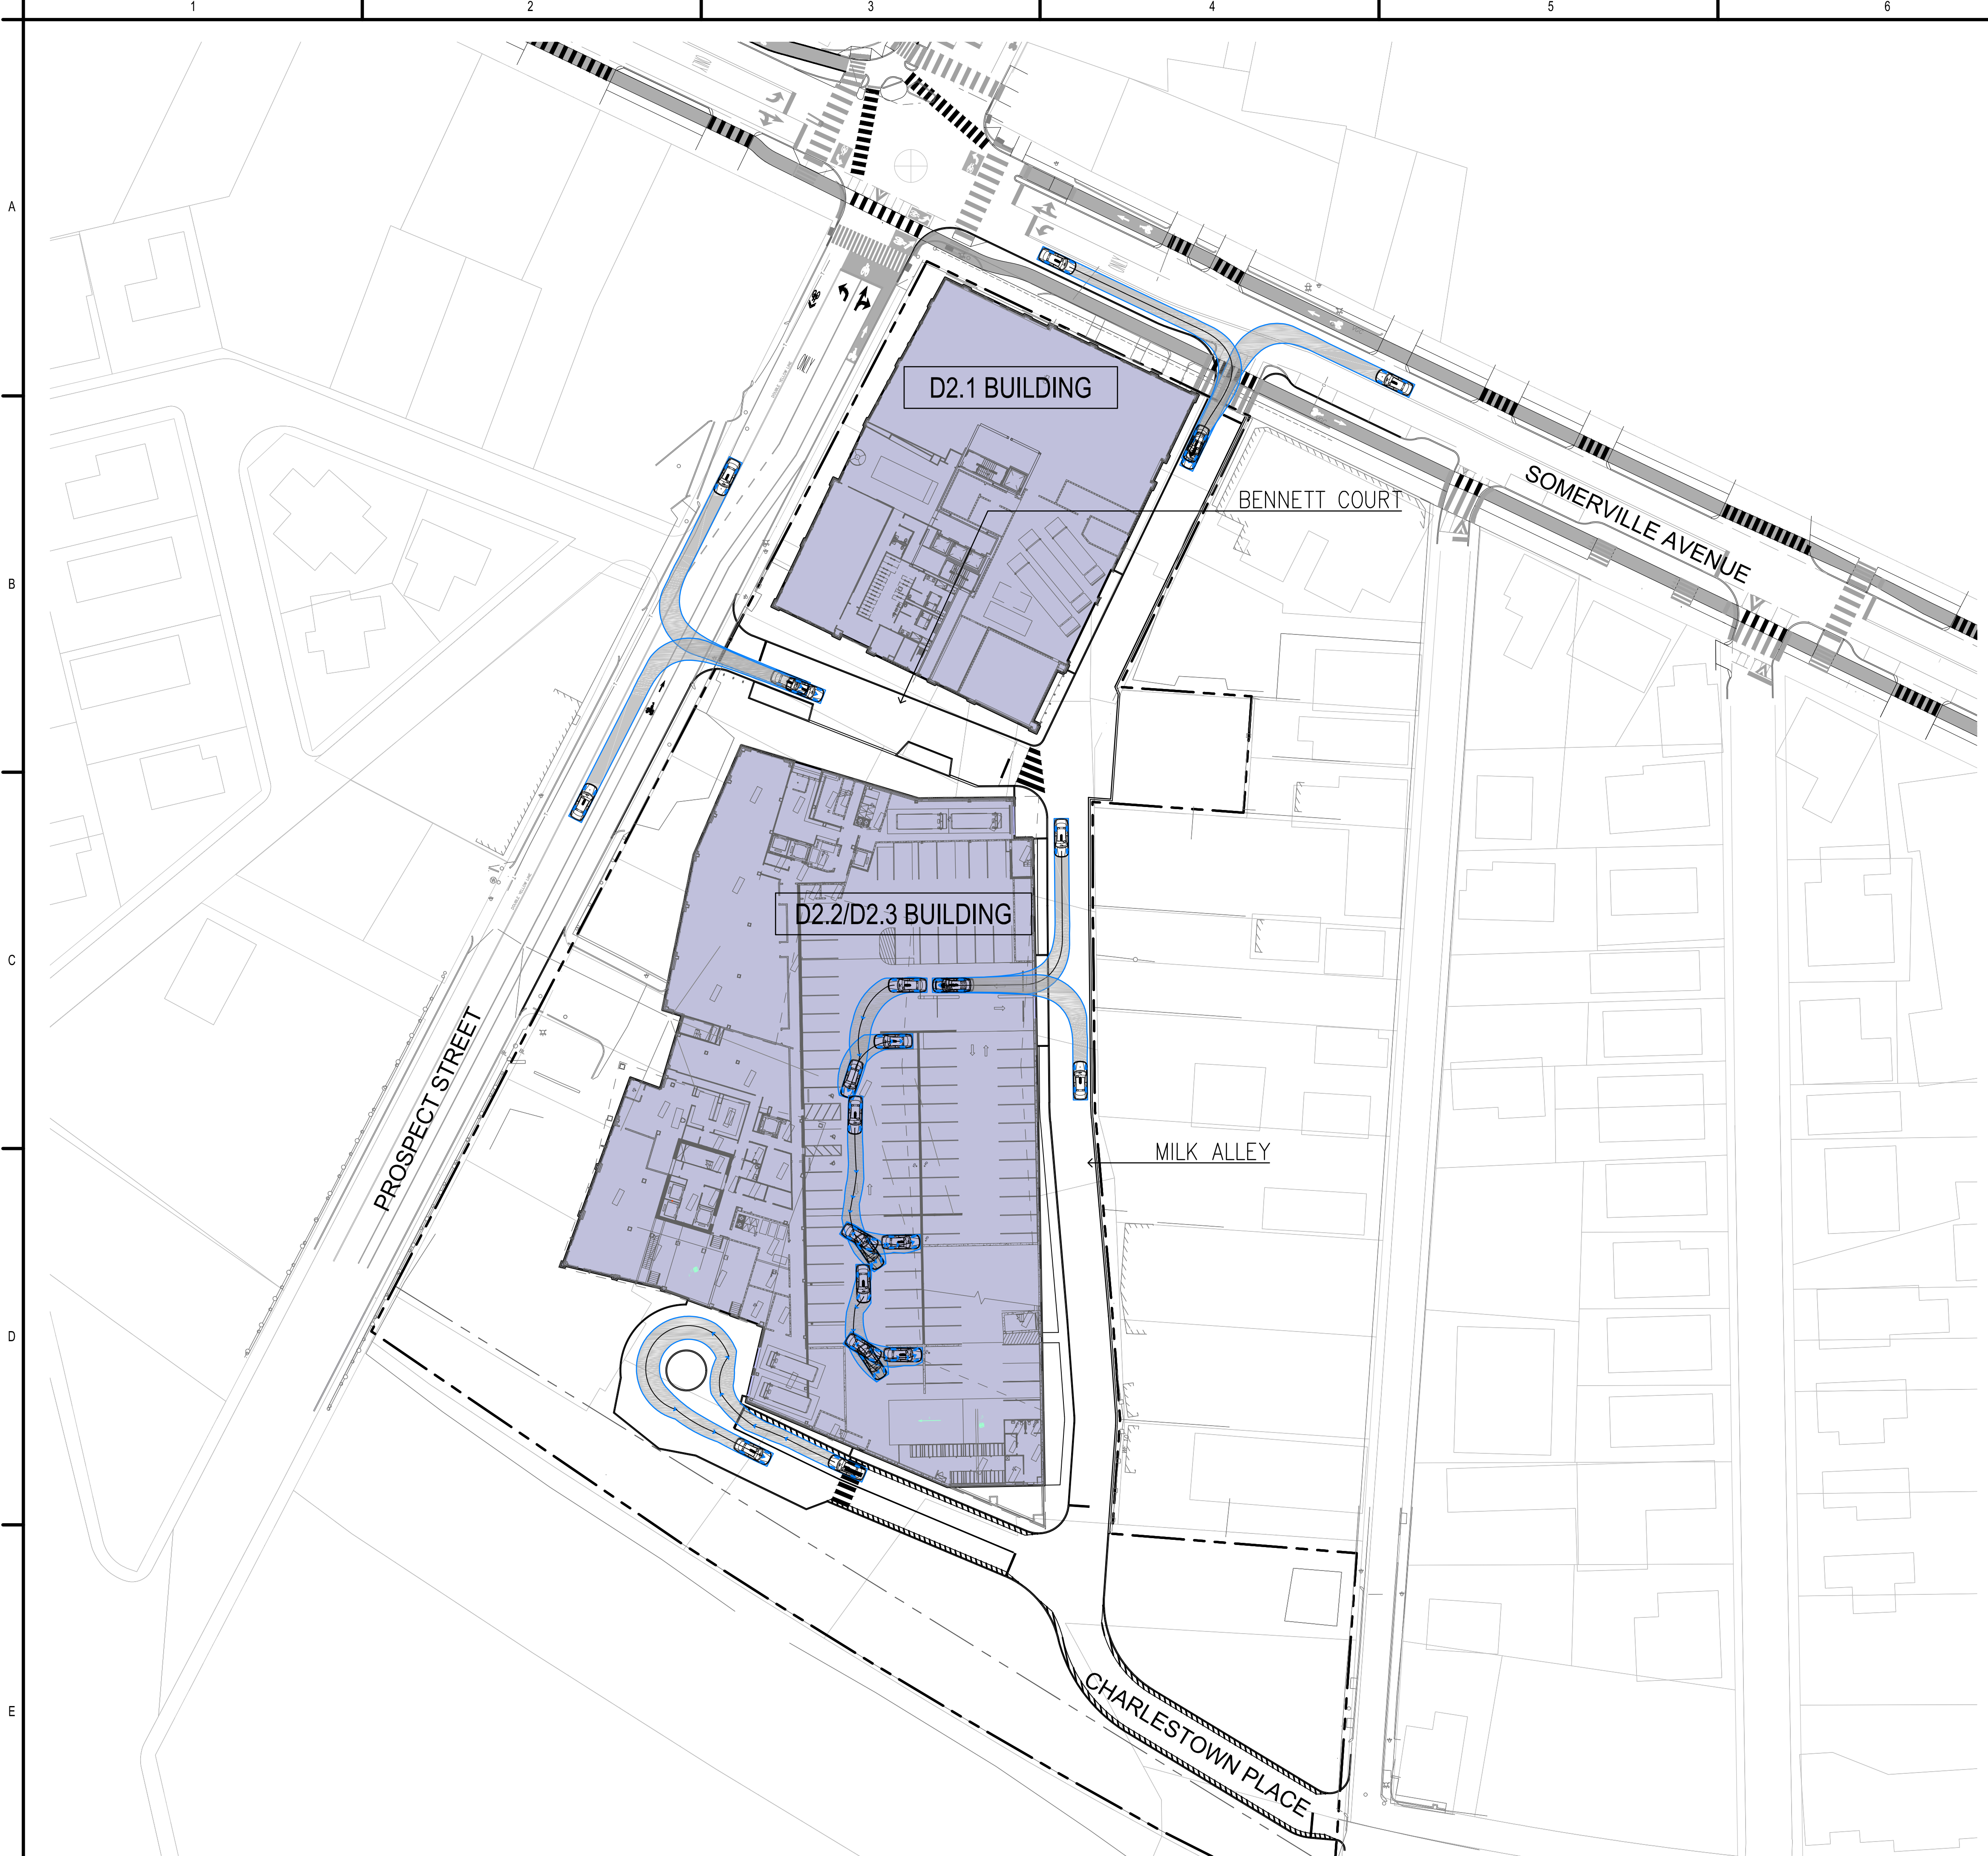 1 2 3 4 5 6
A
D2.1 BUILDING
BENNETT COURT
SOMERVILLE AVENUE
B
D2.2/D2.3 BUILDING
C
PROSPECT STREET
MILK ALLEY
D
CHARLESTOWN PLACE
E